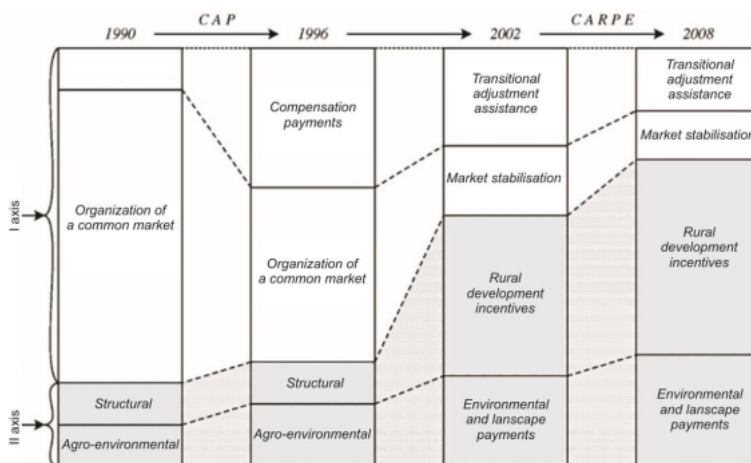 CAP
CARPE
1990
1996
2002
2008
Compensation
payments
Transitional
adjustment
assistance
Transitional
adjustment
assistance
Market stabilisation
Market stabilisation
I axis
Organization of
a common market
Organization of
a common market
Rural
development
incentives
Rural
development
incentives
Structural
Structural
II axis
Agro-environmental
Agro-environmental
Environmental
and lanscape
payments
Environmental
and lanscape
payments